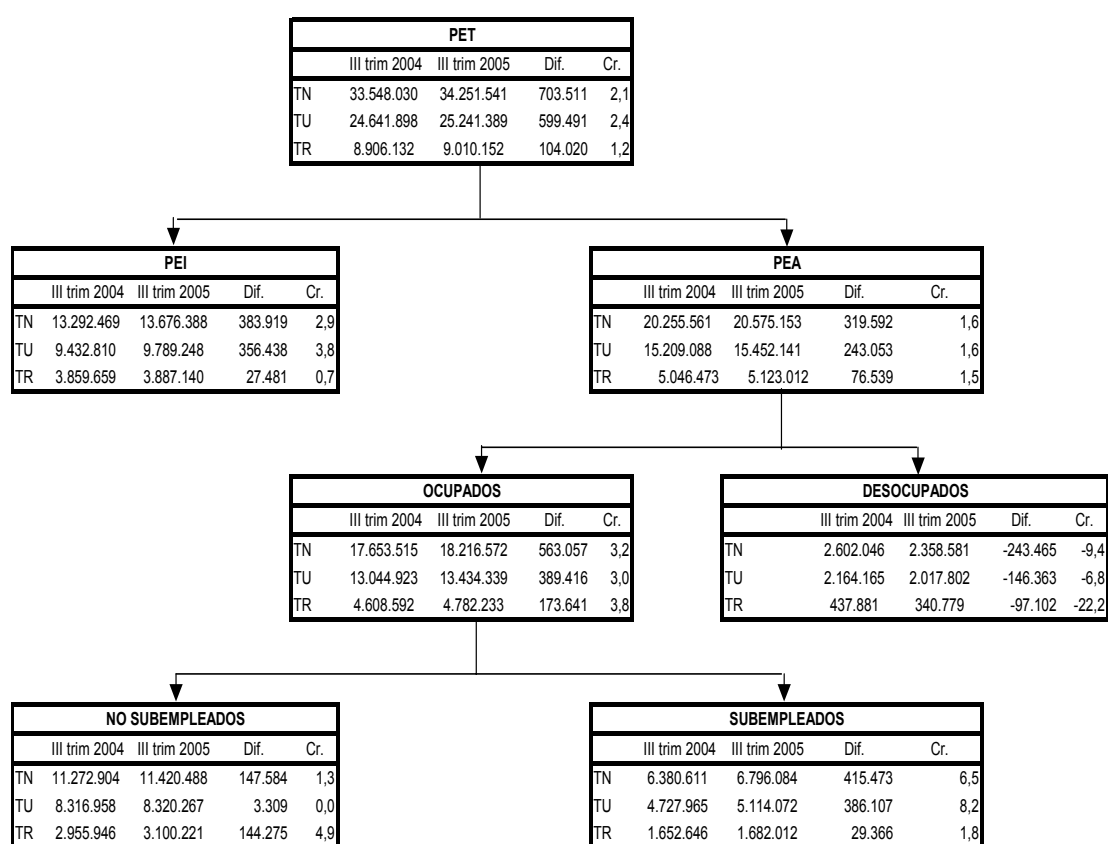 PET
III trim 2004 III trim 2005 Dif. Cr.
TN 33.548.030 34.251.541 703.511 2,1
TU 24.641.898 25.241.389 599.491 2,4
TR 8.906.132 9.010.152 104.020 1,2
PEI
III trim 2004 III trim 2005 Dif. Cr.
TN 13.292.469 13.676.388 383.919 2,9
TU 9.432.810 9.789.248 356.438 3,8
TR 3.859.659 3.887.140 27.481 0,7
PEA
III trim 2004 III trim 2005 Dif. Cr.
TN 20.255.561 20.575.153 319.592 1,6
TU 15.209.088 15.452.141 243.053 1,6
TR 5.046.473 5.123.012 76.539 1,5
OCUPADOS
III trim 2004 III trim 2005 Dif. Cr.
TN 17.653.515 18.216.572 563.057 3,2
TU 13.044.923 13.434.339 389.416 3,0
TR 4.608.592 4.782.233 173.641 3,8
DESOCUPADOS
III trim 2004 III trim 2005 Dif. Cr.
TN 2.602.046 2.358.581 -243.465 -9,4
TU 2.164.165 2.017.802 -146.363 -6,8
TR 437.881 340.779 -97.102 -22,2
NO SUBEMPLEADOS
III trim 2004 III trim 2005 Dif. Cr.
TN 11.272.904 11.420.488 147.584 1,3
TU 8.316.958 8.320.267 3.309 0,0
TR 2.955.946 3.100.221 144.275 4,9
SUBEMPLEADOS
III trim 2004 III trim 2005 Dif. Cr.
TN 6.380.611 6.796.084 415.473 6,5
TU 4.727.965 5.114.072 386.107 8,2
TR 1.652.646 1.682.012 29.366 1,8